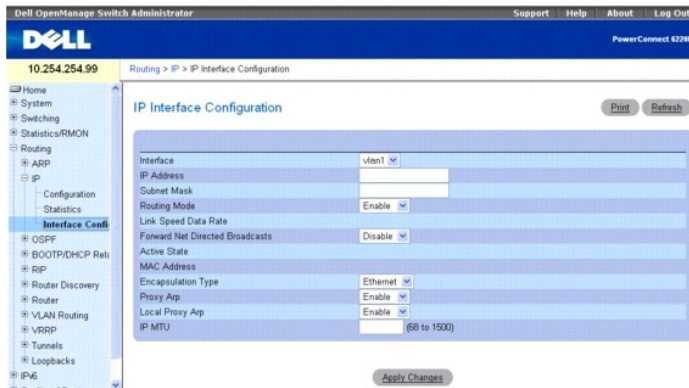 Dell OpenManage Switch Administrator
Support Help About Log Out
DELL
PowerConnect
10.254.254.99
Routing > IP > IP Interface Configuration
Home
System
Switching
Statistics/RMON
Routing
ARP
IP
Configuration
Statistics
Interface Confi
OSPF
BOOTP/DHCP Rela
RIP
Router Discovery
Router
VLAN Routing
VRRP
Tunnels
Loopbacks
IPv6
IP Interface Configuration
Print Refresh
Interface vlan1
IP Address
Subnet Mask
Routing Mode Enable
Link Speed Data Rate
Forward Net Directed Broadcasts Disable
Active State
MAC Address
Encapsulation Type Ethernet
Proxy Arp Enable
Local Proxy Arp Enable
IP MTU (68 to 1500)
Apply Changes